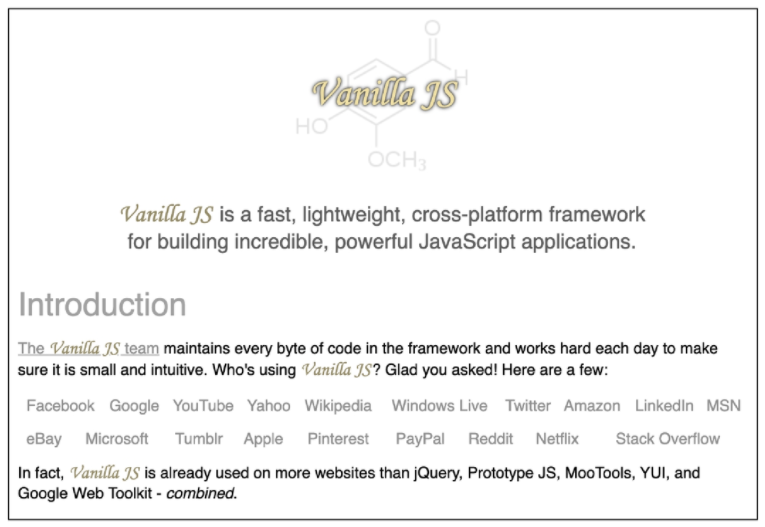 O
H
Vanilla JS
HO
OCH₃
Vanilla JS is a fast, lightweight, cross-platform framework
for building incredible, powerful JavaScript applications.
Introduction
The Vanilla JS team maintains every byte of code in the framework and works hard each day to make
sure it is small and intuitive. Who's using Vanilla JS? Glad you asked! Here are a few:
Facebook Google YouTube Yahoo Wikipedia Windows Live Twitter Amazon LinkedIn MSN
eBay Microsoft Tumblr Apple Pinterest PayPal Reddit Netflix Stack Overflow
In fact, Vanilla JS is already used on more websites than jQuery, Prototype JS, MooTools, YUI, and
Google Web Toolkit - combined.